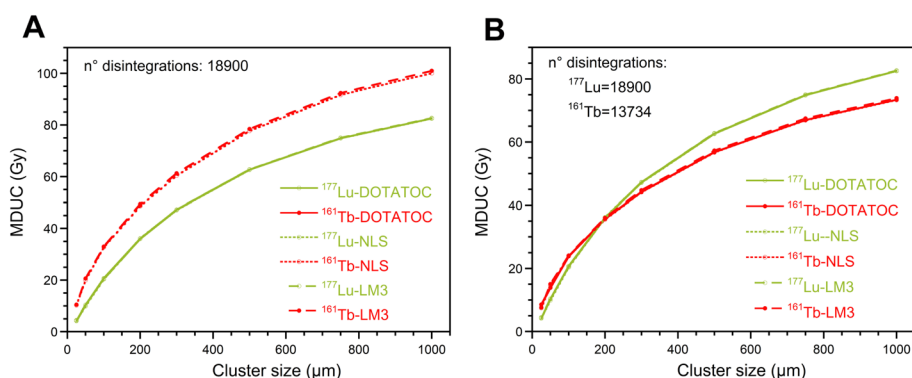 A
n° disintegrations: 18900
MDUC (Gy)
100
80
60
40
20
0
¹⁷⁷Lu-DOTATOC
¹⁶¹Tb-DOTATOC
¹⁷⁷Lu-NLS
¹⁶¹Tb-NLS
¹⁷⁷Lu-LM3
¹⁶¹Tb-LM3
0 200 400 600 800 1000
Cluster size (µm)
B
n° disintegrations:
¹⁷⁷Lu=18900
¹⁶¹Tb=13734
MDUC (Gy)
80
60
40
20
0
¹⁷⁷Lu-DOTATOC
¹⁶¹Tb-DOTATOC
¹⁷⁷Lu--NLS
¹⁶¹Tb-NLS
¹⁷⁷Lu-LM3
¹⁶¹Tb-LM3
0 200 400 600 800 1000
Cluster size (µm)